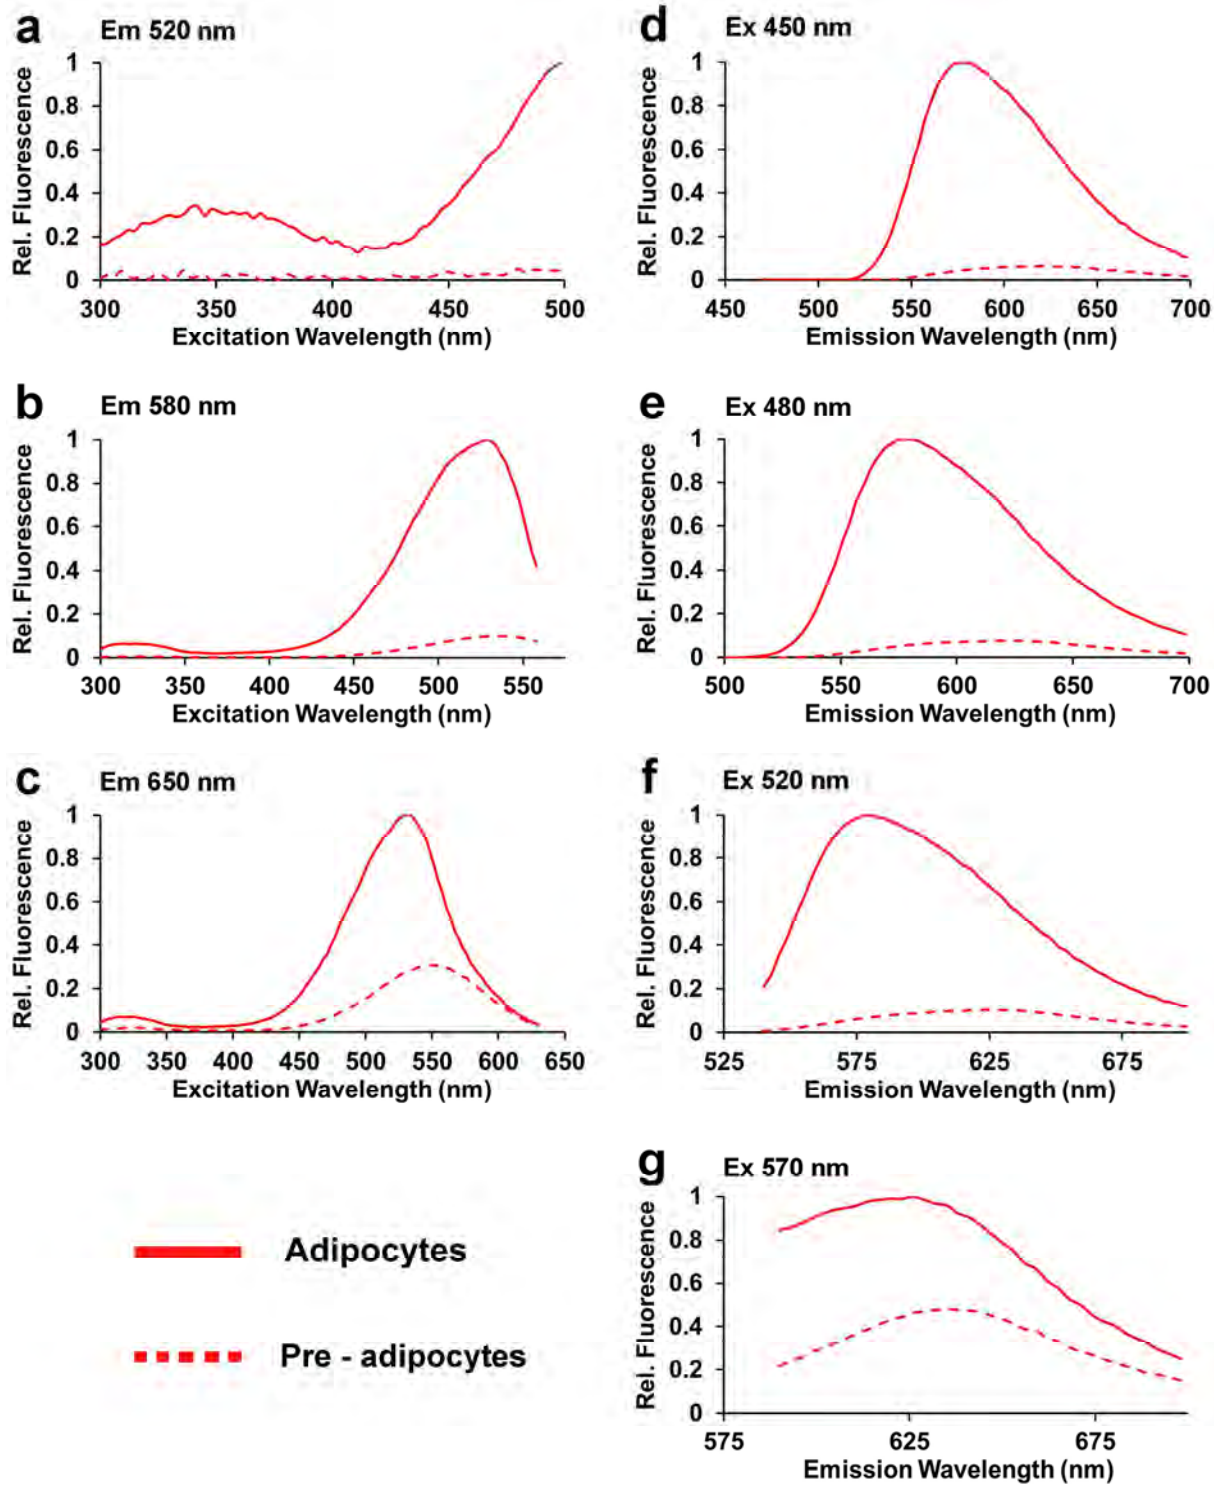 a Em 520 nm
Rel. Fluorescence
1
0.8
0.6
0.4
0.2
0
300 350 400 450 500
Excitation Wavelength (nm)
b Em 580 nm
Rel. Fluorescence
1
0.8
0.6
0.4
0.2
0
300 350 400 450 500 550
Excitation Wavelength (nm)
c Em 650 nm
Rel. Fluorescence
1
0.8
0.6
0.4
0.2
0
300 350 400 450 500 550 600 650
Excitation Wavelength (nm)
Adipocytes
Pre - adipocytes
d Ex 450 nm
Rel. Fluorescence
1
0.8
0.6
0.4
0.2
0
450 500 550 600 650 700
Emission Wavelength (nm)
e Ex 480 nm
Rel. Fluorescence
1
0.8
0.6
0.4
0.2
0
500 550 600 650 700
Emission Wavelength (nm)
f Ex 520 nm
Rel. Fluorescence
1
0.8
0.6
0.4
0.2
0
525 575 625 675
Emission Wavelength (nm)
g Ex 570 nm
Rel. Fluorescence
1
0.8
0.6
0.4
0.2
0
575 625 675
Emission Wavelength (nm)